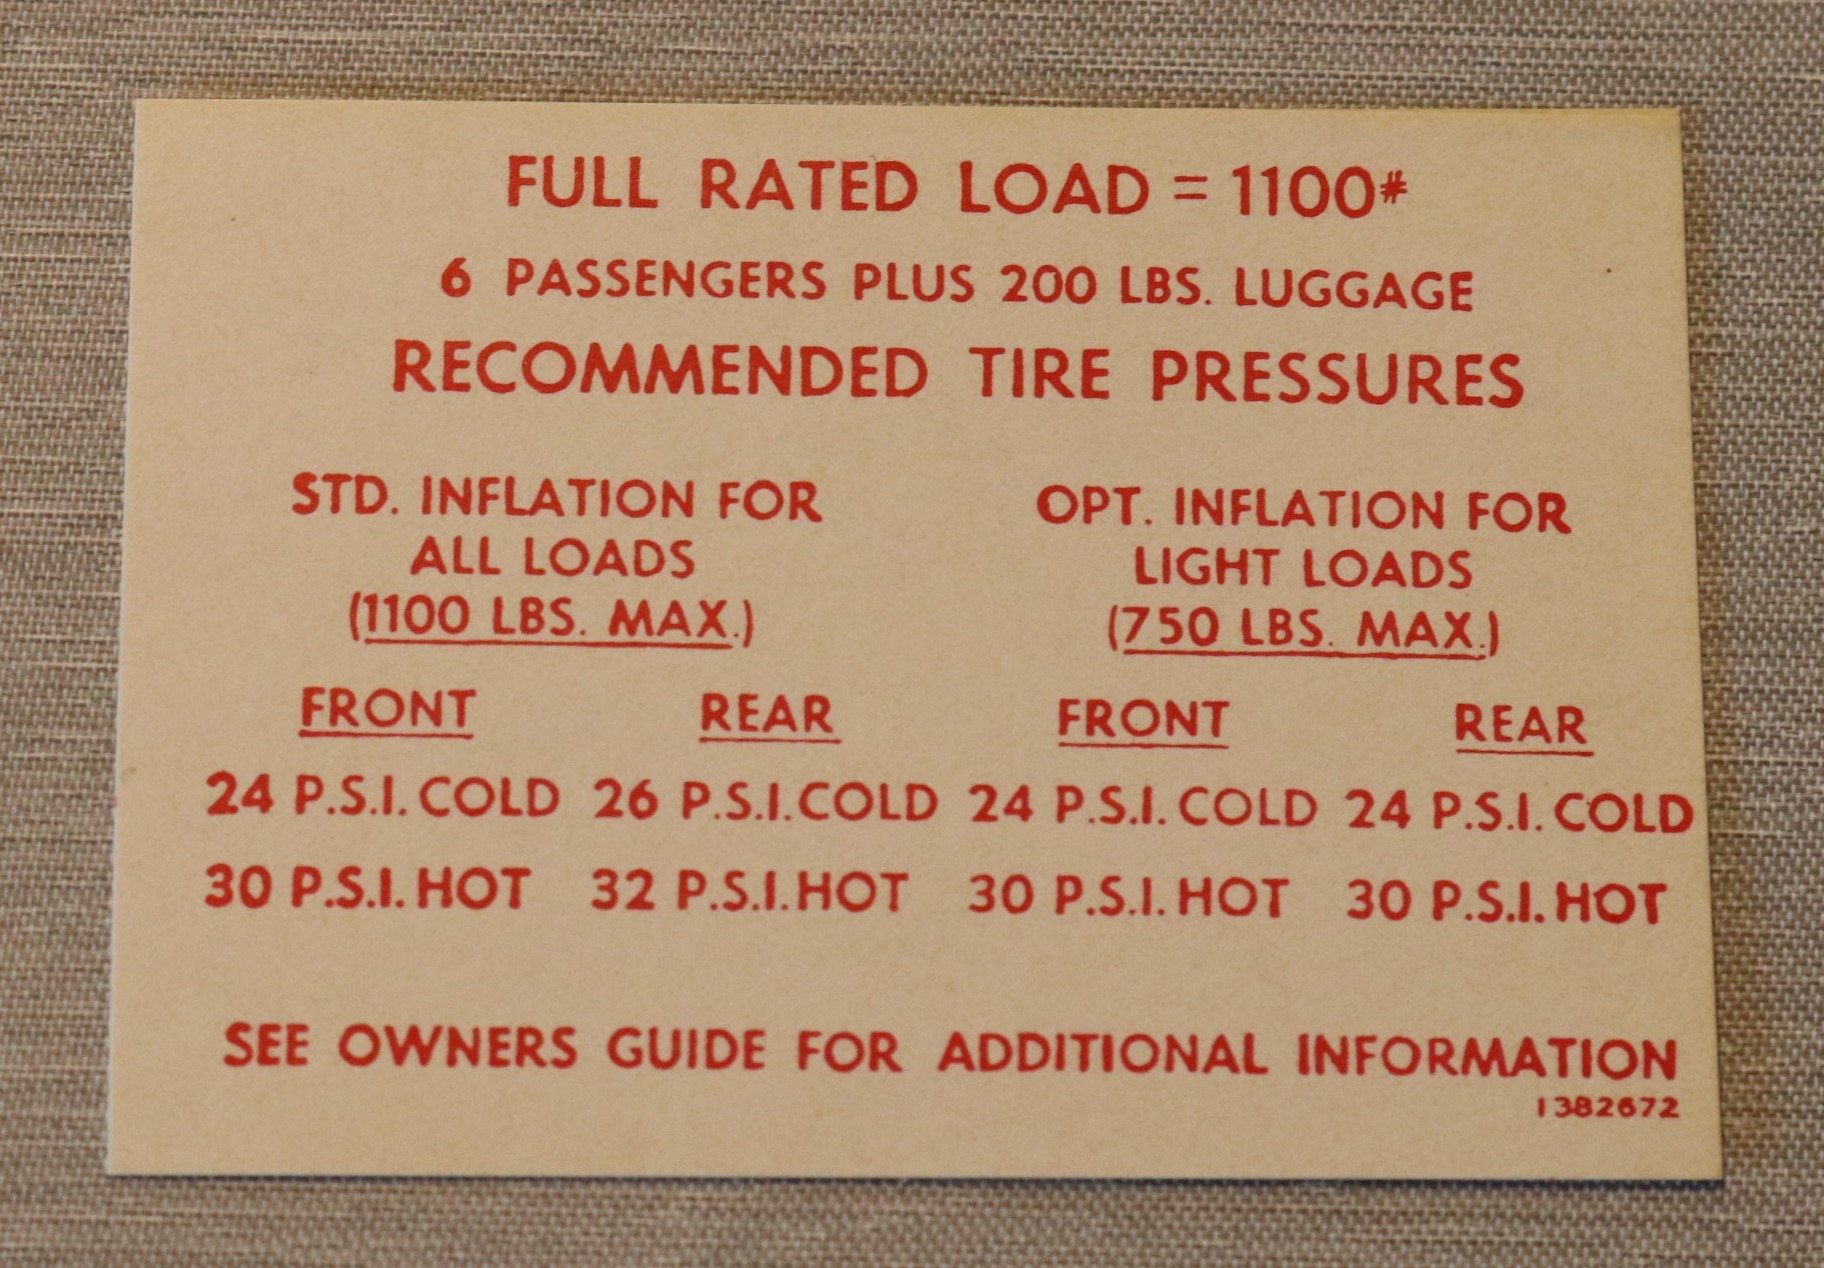 FULL RATED LOAD = 1100#
6 PASSENGERS PLUS 200 LBS. LUGGAGE
RECOMMENDED TIRE PRESSURES
STD. INFLATION FOR
ALL LOADS
(1100 LBS. MAX.)
OPT. INFLATION FOR
LIGHT LOADS
(750 LBS. MAX.)
FRONT REAR FRONT REAR
24 P.S.I. COLD 26 P.S.I. COLD 24 P.S.I. COLD 24 P.S.I. COLD
30 P.S.I. HOT 32 P.S.I. HOT 30 P.S.I. HOT 30 P.S.I. HOT
SEE OWNERS GUIDE FOR ADDITIONAL INFORMATION
1382672